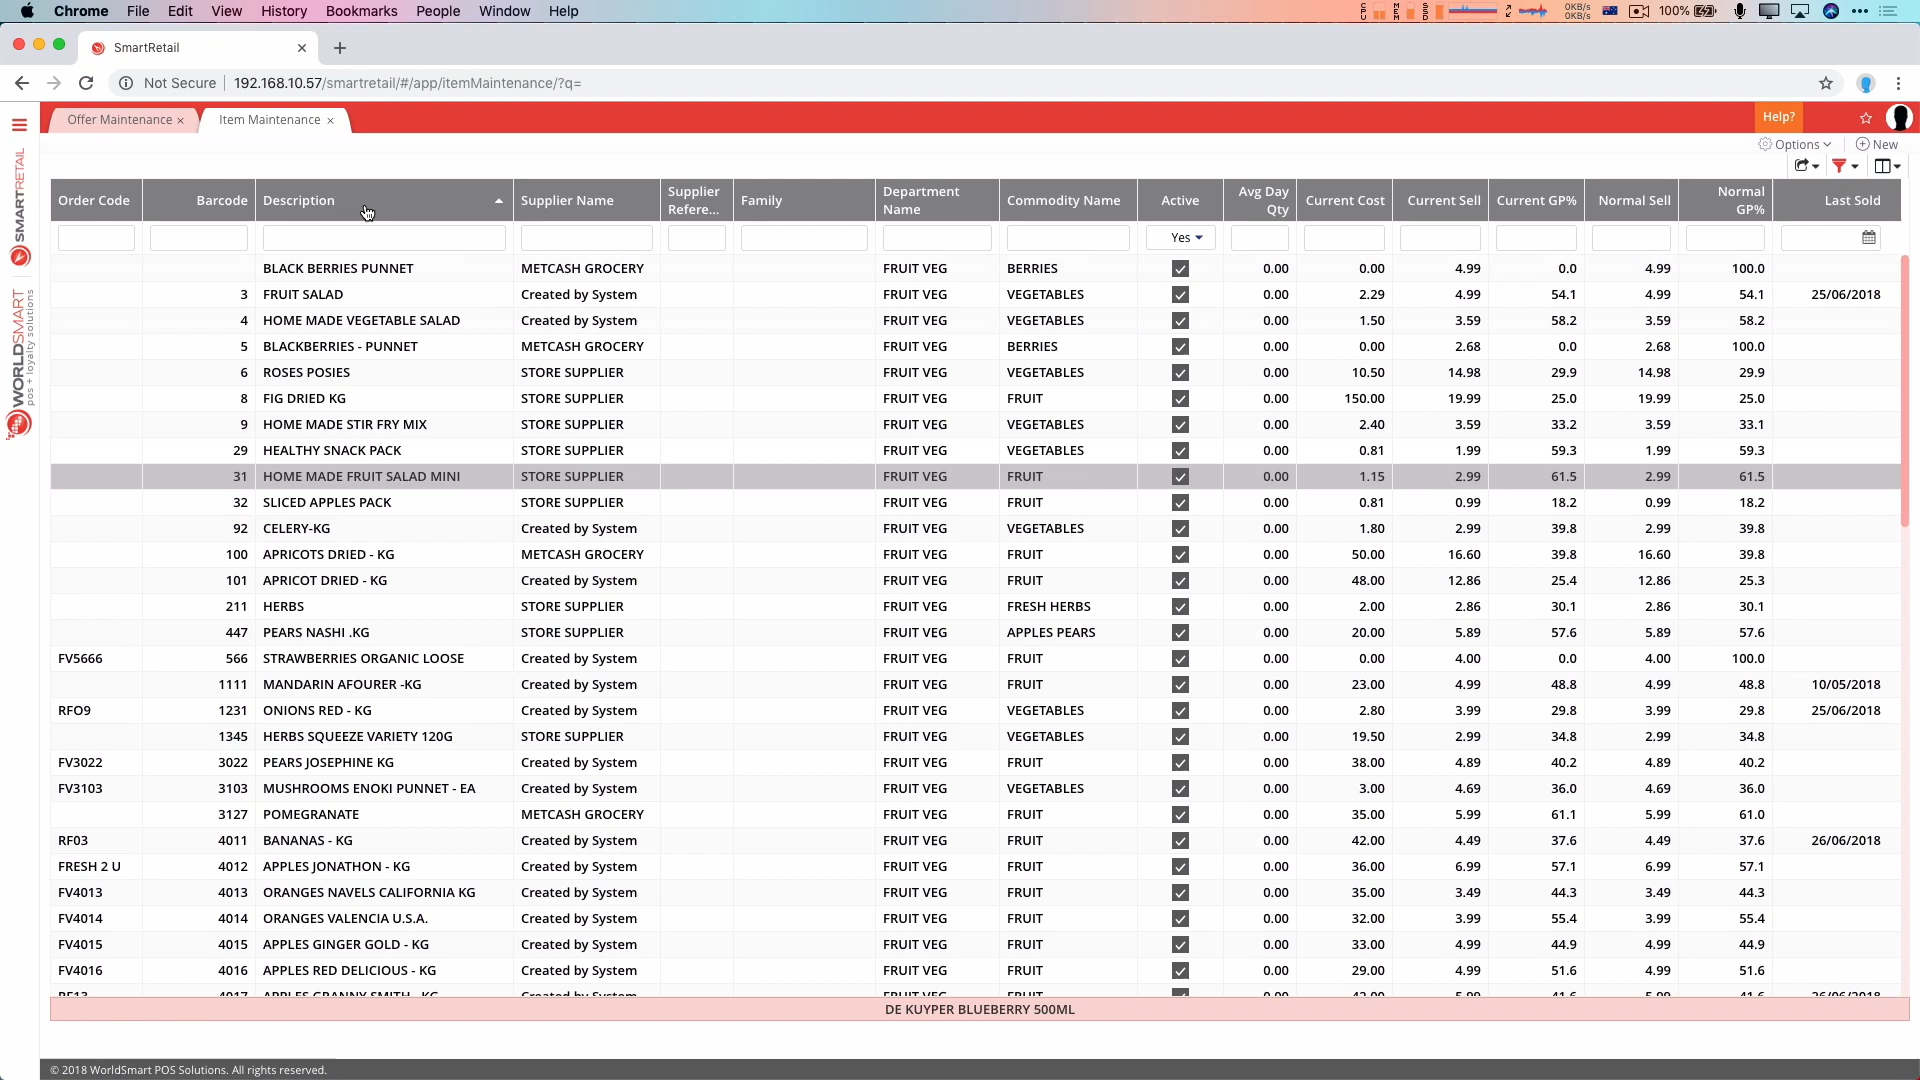 Chrome File Edit View History Bookmarks People Window Help 0KB/s 0KB/s 100%
SmartRetail
Not Secure 192.168.10.57/smartretail/#/app/itemMaintenance/?q=
Offer Maintenance × Item Maintenance × Help?
Options New
SMARTRETAIL
WORLDSMART
pos + loyalty solutions
Order Code Barcode Description Supplier Name Supplier Refere... Family Department Name Commodity Name Active Avg Day Qty Current Cost Current Sell Current GP% Normal Sell Normal GP% Last Sold
Yes
BLACK BERRIES PUNNET METCASH GROCERY FRUIT VEG BERRIES 0.00 0.00 4.99 0.0 4.99 100.0
3 FRUIT SALAD Created by System FRUIT VEG VEGETABLES 0.00 2.29 4.99 54.1 4.99 54.1 25/06/2018
4 HOME MADE VEGETABLE SALAD Created by System FRUIT VEG VEGETABLES 0.00 1.50 3.59 58.2 3.59 58.2
5 BLACKBERRIES - PUNNET METCASH GROCERY FRUIT VEG BERRIES 0.00 0.00 2.68 0.0 2.68 100.0
6 ROSES POSIES STORE SUPPLIER FRUIT VEG VEGETABLES 0.00 10.50 14.98 29.9 14.98 29.9
8 FIG DRIED KG STORE SUPPLIER FRUIT VEG FRUIT 0.00 150.00 19.99 25.0 19.99 25.0
9 HOME MADE STIR FRY MIX STORE SUPPLIER FRUIT VEG VEGETABLES 0.00 2.40 3.59 33.2 3.59 33.1
29 HEALTHY SNACK PACK STORE SUPPLIER FRUIT VEG VEGETABLES 0.00 0.81 1.99 59.3 1.99 59.3
31 HOME MADE FRUIT SALAD MINI STORE SUPPLIER FRUIT VEG FRUIT 0.00 1.15 2.99 61.5 2.99 61.5
32 SLICED APPLES PACK STORE SUPPLIER FRUIT VEG FRUIT 0.00 0.81 0.99 18.2 0.99 18.2
92 CELERY-KG Created by System FRUIT VEG VEGETABLES 0.00 1.80 2.99 39.8 2.99 39.8
100 APRICOTS DRIED - KG METCASH GROCERY FRUIT VEG FRUIT 0.00 50.00 16.60 39.8 16.60 39.8
101 APRICOT DRIED - KG Created by System FRUIT VEG FRUIT 0.00 48.00 12.86 25.4 12.86 25.3
211 HERBS STORE SUPPLIER FRUIT VEG FRESH HERBS 0.00 2.00 2.86 30.1 2.86 30.1
447 PEARS NASHI .KG STORE SUPPLIER FRUIT VEG APPLES PEARS 0.00 20.00 5.89 57.6 5.89 57.6
FV5666 566 STRAWBERRIES ORGANIC LOOSE Created by System FRUIT VEG FRUIT 0.00 0.00 4.00 0.0 4.00 100.0
1111 MANDARIN AFOURER -KG Created by System FRUIT VEG FRUIT 0.00 23.00 4.99 48.8 4.99 48.8 10/05/2018
RFO9 1231 ONIONS RED - KG Created by System FRUIT VEG VEGETABLES 0.00 2.80 3.99 29.8 3.99 29.8 25/06/2018
1345 HERBS SQUEEZE VARIETY 120G STORE SUPPLIER FRUIT VEG VEGETABLES 0.00 19.50 2.99 34.8 2.99 34.8
FV3022 3022 PEARS JOSEPHINE KG Created by System FRUIT VEG FRUIT 0.00 38.00 4.89 40.2 4.89 40.2
FV3103 3103 MUSHROOMS ENOKI PUNNET - EA Created by System FRUIT VEG VEGETABLES 0.00 3.00 4.69 36.0 4.69 36.0
3127 POMEGRANATE METCASH GROCERY FRUIT VEG FRUIT 0.00 35.00 5.99 61.1 5.99 61.0
RF03 4011 BANANAS - KG Created by System FRUIT VEG FRUIT 0.00 42.00 4.49 37.6 4.49 37.6 26/06/2018
FRESH 2 U 4012 APPLES JONATHON - KG Created by System FRUIT VEG FRUIT 0.00 36.00 6.99 57.1 6.99 57.1
FV4013 4013 ORANGES NAVELS CALIFORNIA KG Created by System FRUIT VEG FRUIT 0.00 35.00 3.49 44.3 3.49 44.3
FV4014 4014 ORANGES VALENCIA U.S.A. Created by System FRUIT VEG FRUIT 0.00 32.00 3.99 55.4 3.99 55.4
FV4015 4015 APPLES GINGER GOLD - KG Created by System FRUIT VEG FRUIT 0.00 33.00 4.99 44.9 4.99 44.9
FV4016 4016 APPLES RED DELICIOUS - KG Created by System FRUIT VEG FRUIT 0.00 29.00 4.99 51.6 4.99 51.6
RF13 4017 APPLES GRANNY SMITH - KG Created by System FRUIT VEG FRUIT 0.00 42.00 5.99 41.6 5.99 41.6 26/06/2018
DE KUYPER BLUEBERRY 500ML
© 2018 WorldSmart POS Solutions. All rights reserved.